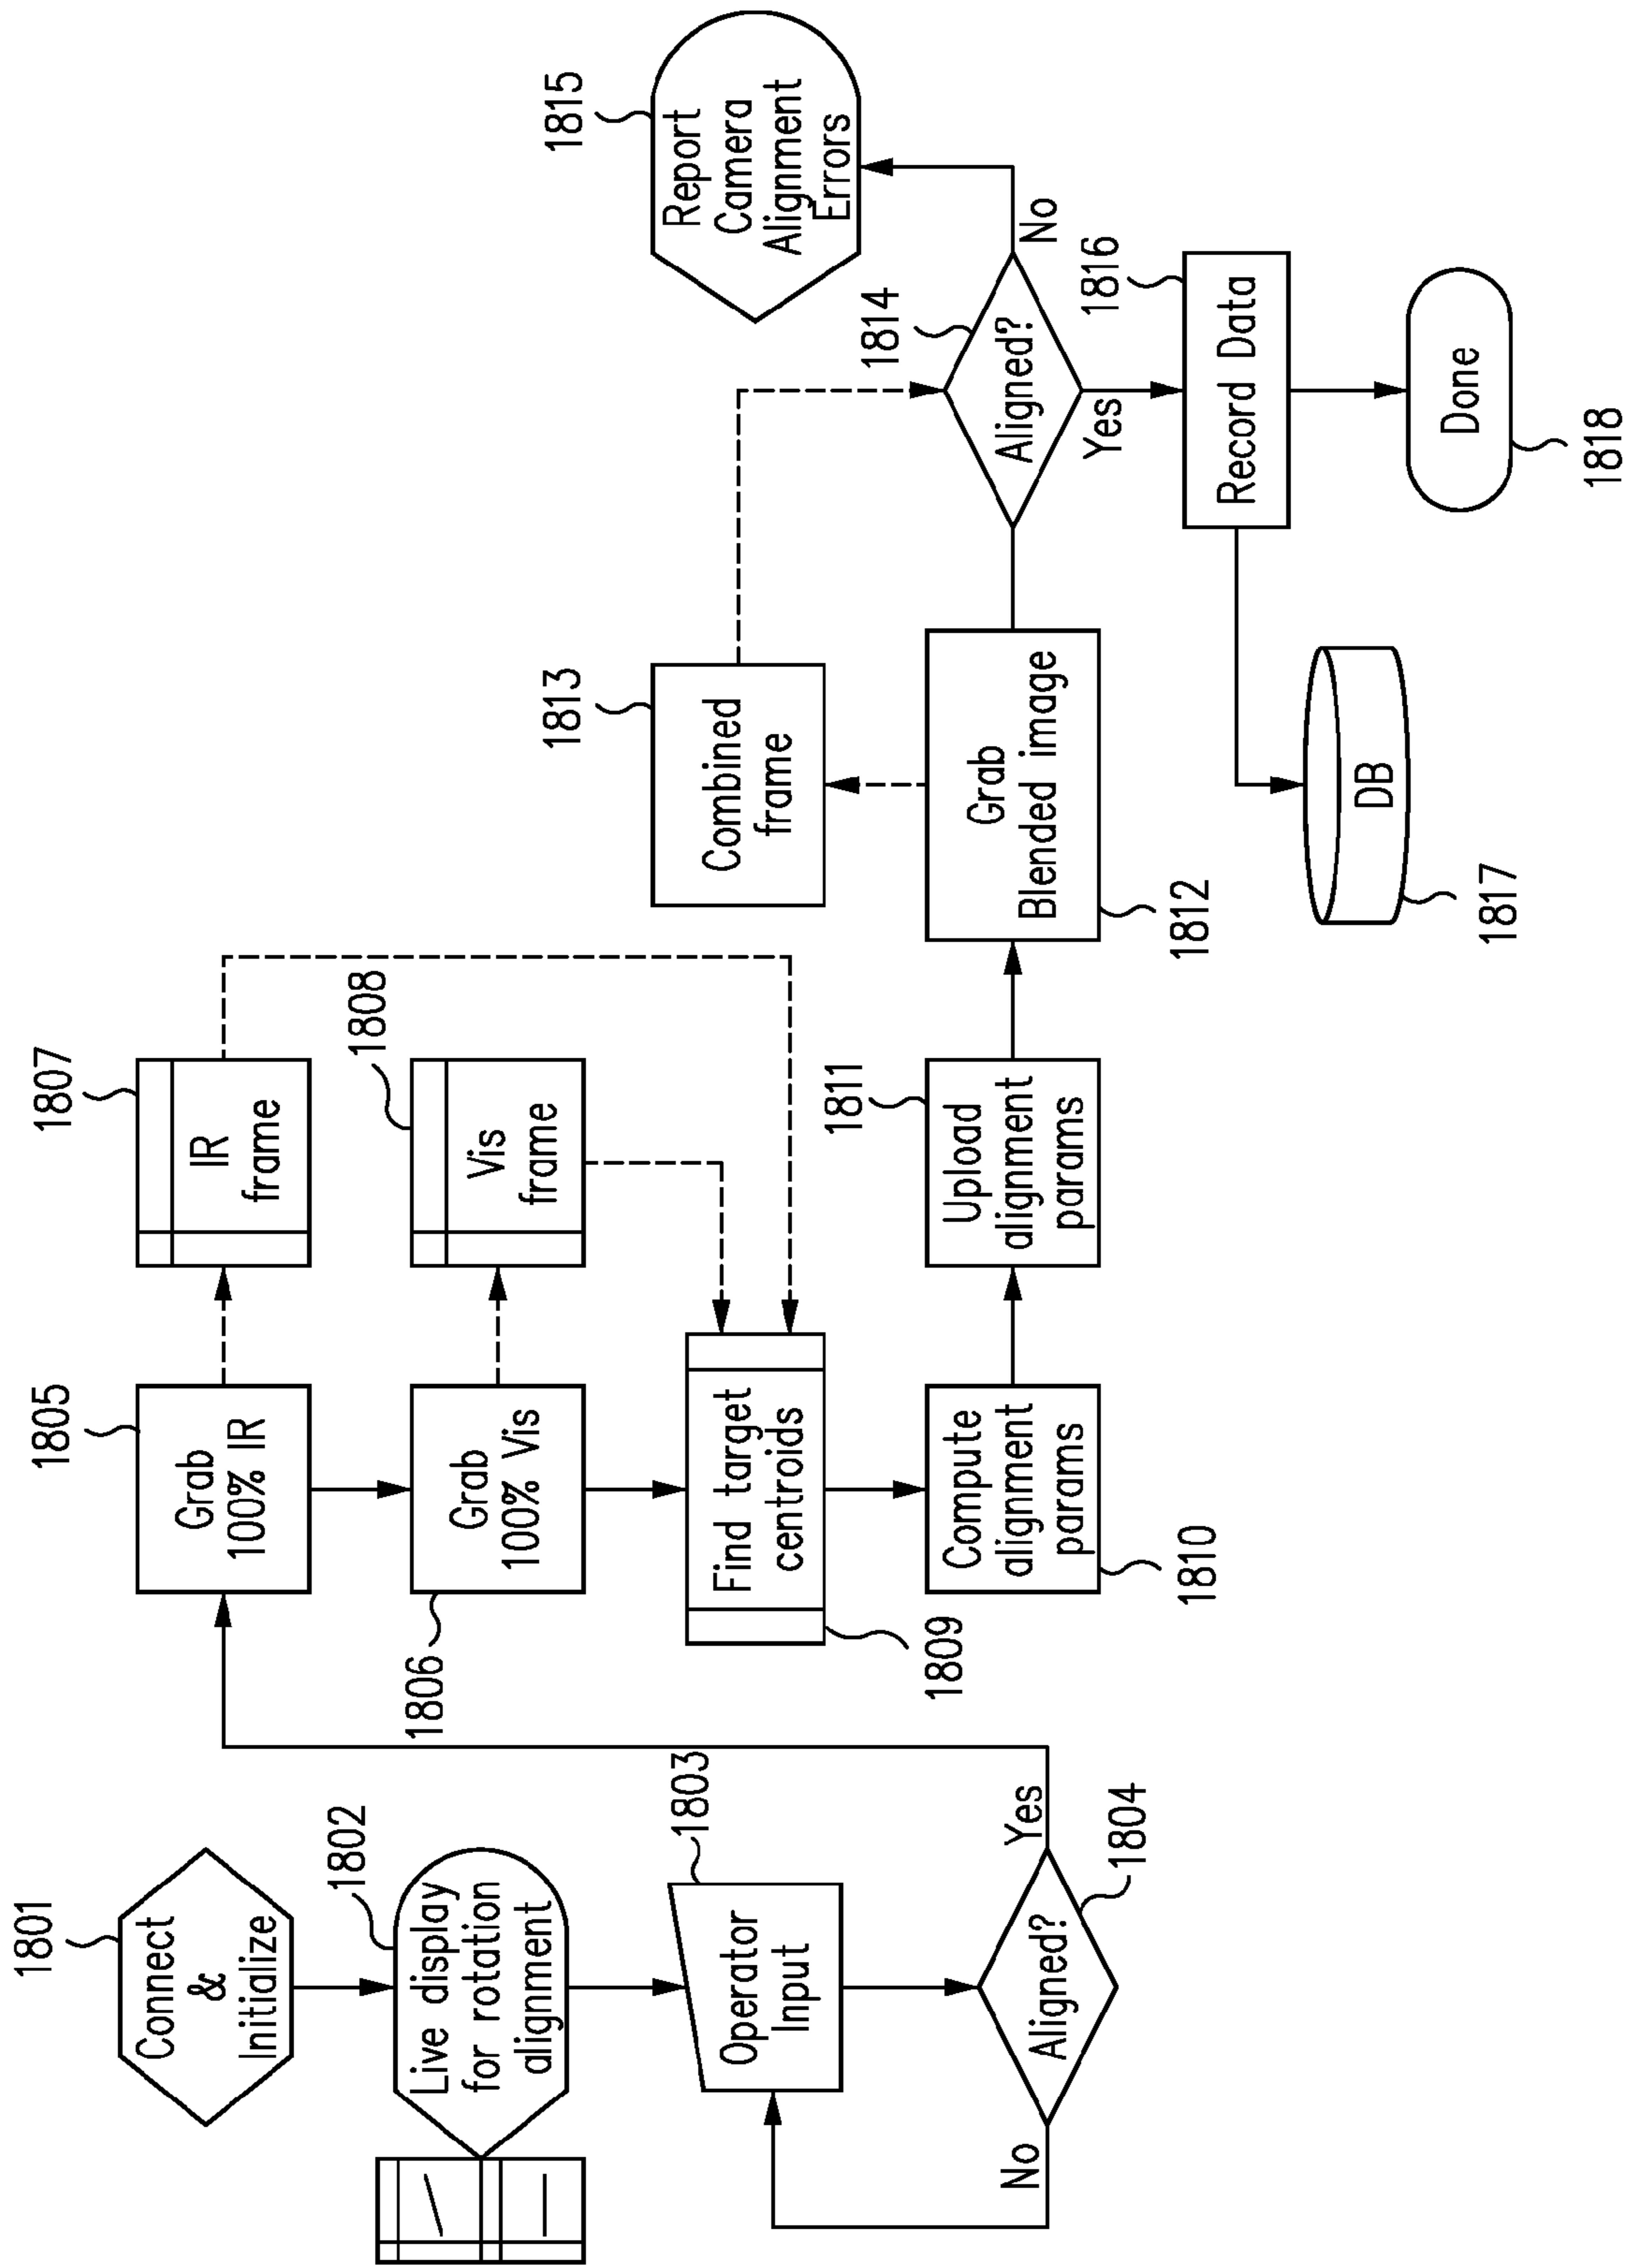 1801
Connect
&
Initialize
1802
Live display
for rotation
alignment
1803
Operator
Input
Aligned?
1804
No
Yes
1805
Grab
100% IR
1807
IR
frame
1806
Grab
100% Vis
1808
Vis
frame
Find target
centroids
1809
Compute
alignment
params
1810
1811
Upload
alignment
params
Grab
Blended image
1812
1813
Combined
frame
1814
Aligned?
No
Yes
1815
Report
Camera
Alignment
Errors
1816
Record Data
DB
1817
Done
1818